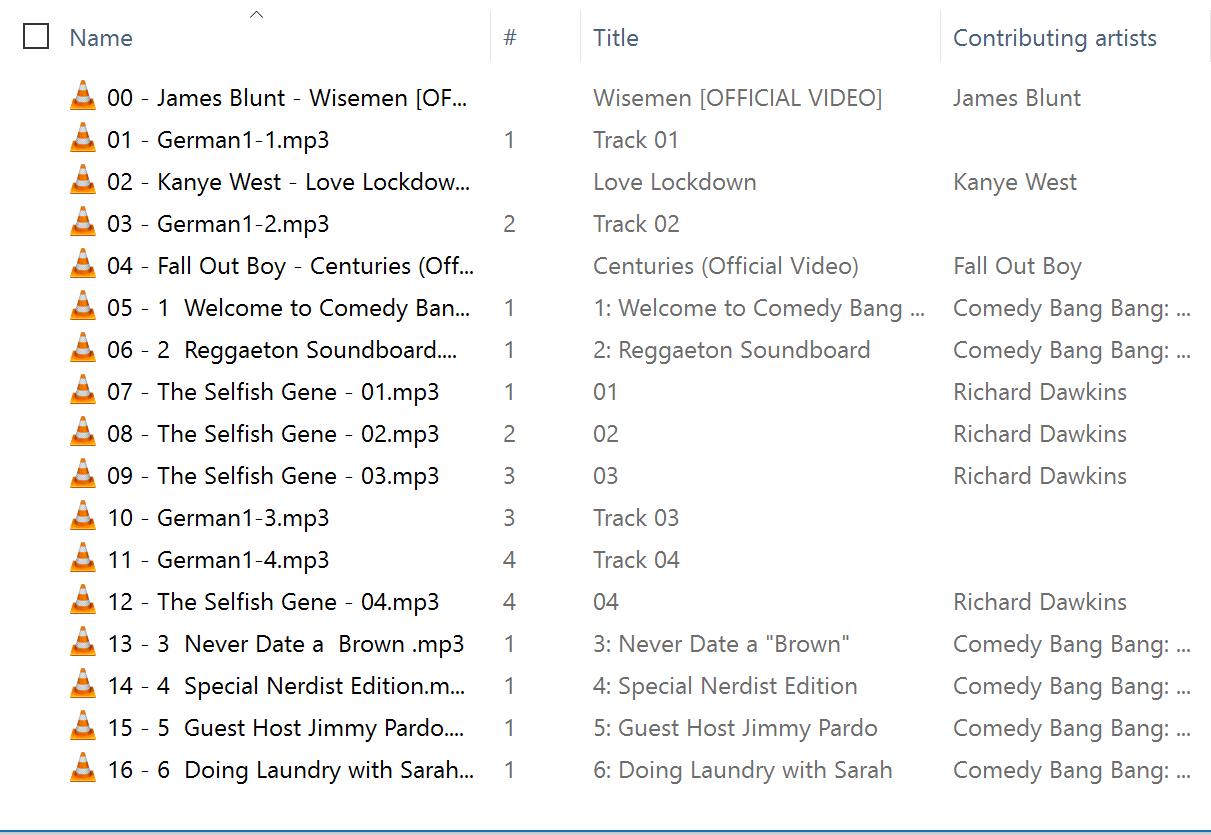 Name # Title Contributing artists
00 - James Blunt - Wisemen [OF... Wisemen [OFFICIAL VIDEO] James Blunt
01 - German1-1.mp3 1 Track 01
02 - Kanye West - Love Lockdow... Love Lockdown Kanye West
03 - German1-2.mp3 2 Track 02
04 - Fall Out Boy - Centuries (Off... Centuries (Official Video) Fall Out Boy
05 - 1  Welcome to Comedy Ban... 1 1: Welcome to Comedy Bang ... Comedy Bang Bang: ...
06 - 2  Reggaeton Soundboard.... 1 2: Reggaeton Soundboard Comedy Bang Bang: ...
07 - The Selfish Gene - 01.mp3 1 01 Richard Dawkins
08 - The Selfish Gene - 02.mp3 2 02 Richard Dawkins
09 - The Selfish Gene - 03.mp3 3 03 Richard Dawkins
10 - German1-3.mp3 3 Track 03
11 - German1-4.mp3 4 Track 04
12 - The Selfish Gene - 04.mp3 4 04 Richard Dawkins
13 - 3  Never Date a  Brown .mp3 1 3: Never Date a "Brown" Comedy Bang Bang: ...
14 - 4  Special Nerdist Edition.m... 1 4: Special Nerdist Edition Comedy Bang Bang: ...
15 - 5  Guest Host Jimmy Pardo.... 1 5: Guest Host Jimmy Pardo Comedy Bang Bang: ...
16 - 6  Doing Laundry with Sarah... 1 6: Doing Laundry with Sarah Comedy Bang Bang: ...